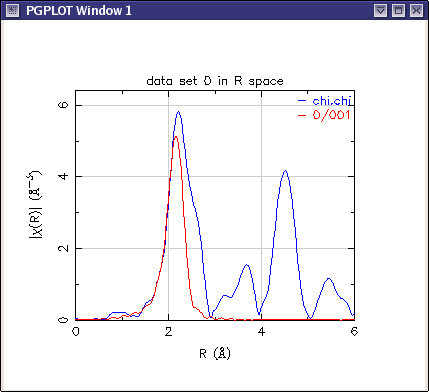 PGPLOT Window 1
data set 0 in R space
chi.chi
0/001
6
4
2
0
|χ(R)| (Å⁻³)
0
2
4
6
R (Å)